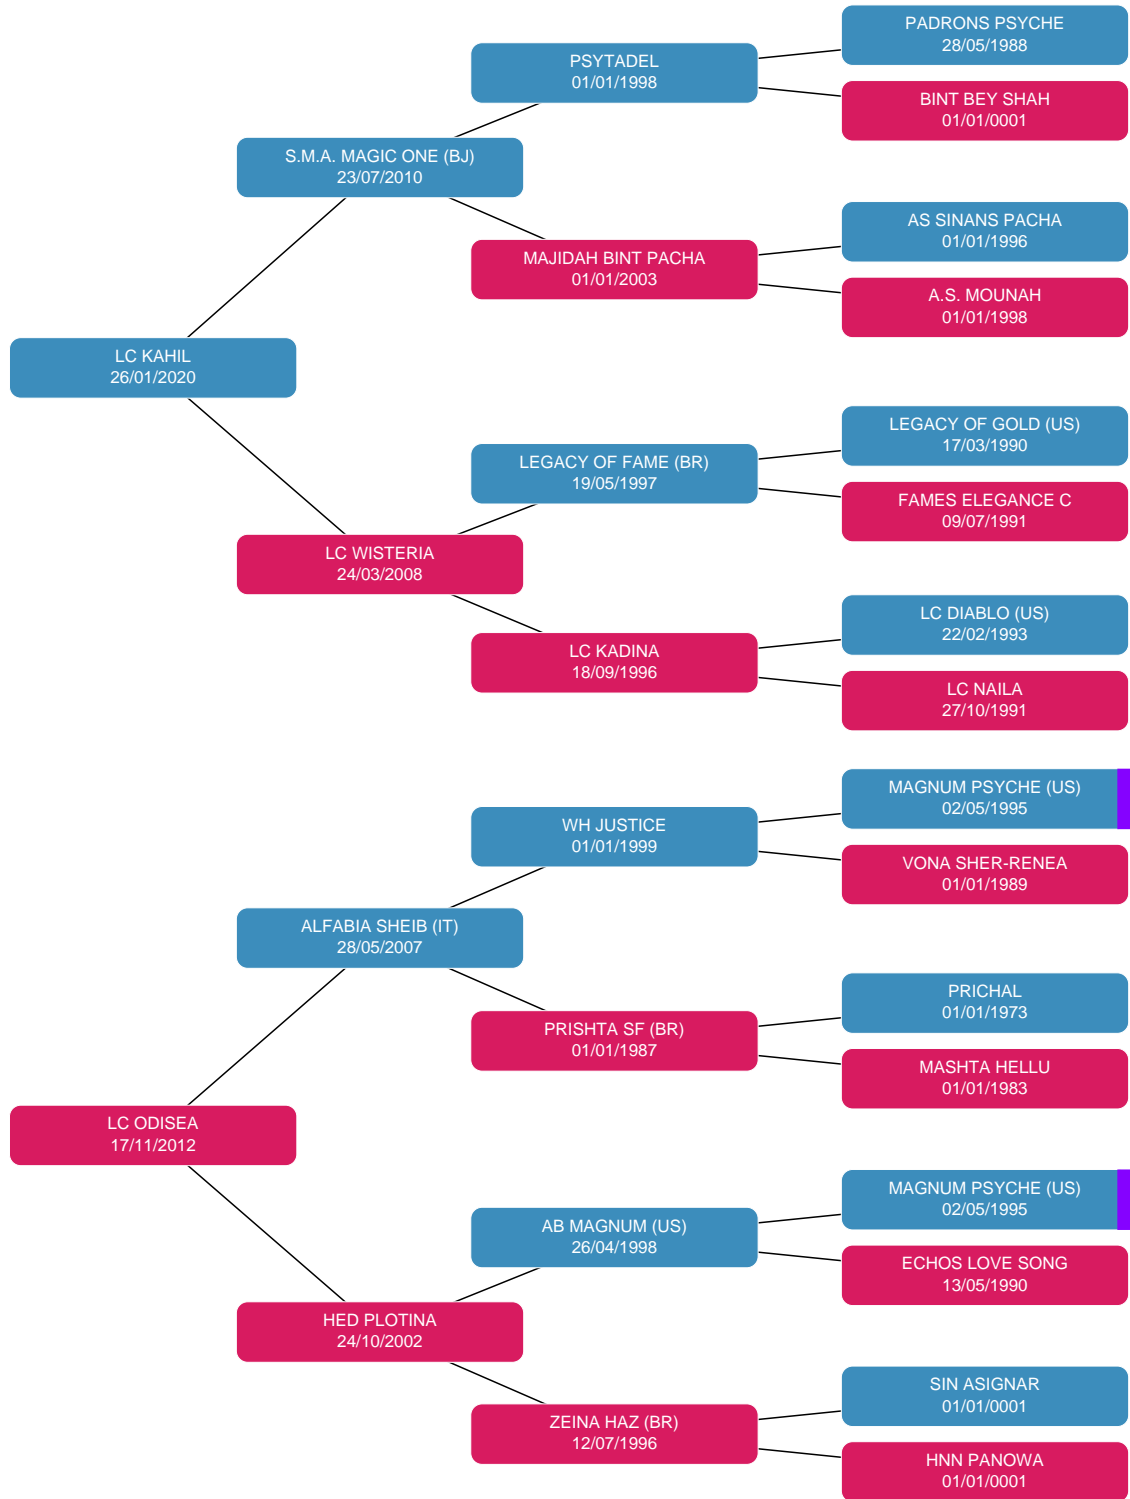 PADRONS PSYCHE
28/05/1988
PSYTADEL
01/01/1998
BINT BEY SHAH
01/01/0001
S.M.A. MAGIC ONE (BJ)
23/07/2010
AS SINANS PACHA
01/01/1996
MAJIDAH BINT PACHA
01/01/2003
A.S. MOUNAH
01/01/1998
LC KAHIL
26/01/2020
LEGACY OF GOLD (US)
17/03/1990
LEGACY OF FAME (BR)
19/05/1997
FAMES ELEGANCE C
09/07/1991
LC WISTERIA
24/03/2008
LC DIABLO (US)
22/02/1993
LC KADINA
18/09/1996
LC NAILA
27/10/1991
MAGNUM PSYCHE (US)
02/05/1995
WH JUSTICE
01/01/1999
VONA SHER-RENEA
01/01/1989
ALFABIA SHEIB (IT)
28/05/2007
PRICHAL
01/01/1973
PRISHTA SF (BR)
01/01/1987
MASHTA HELLU
01/01/1983
LC ODISEA
17/11/2012
MAGNUM PSYCHE (US)
02/05/1995
AB MAGNUM (US)
26/04/1998
ECHOS LOVE SONG
13/05/1990
HED PLOTINA
24/10/2002
SIN ASIGNAR
01/01/0001
ZEINA HAZ (BR)
12/07/1996
HNN PANOWA
01/01/0001